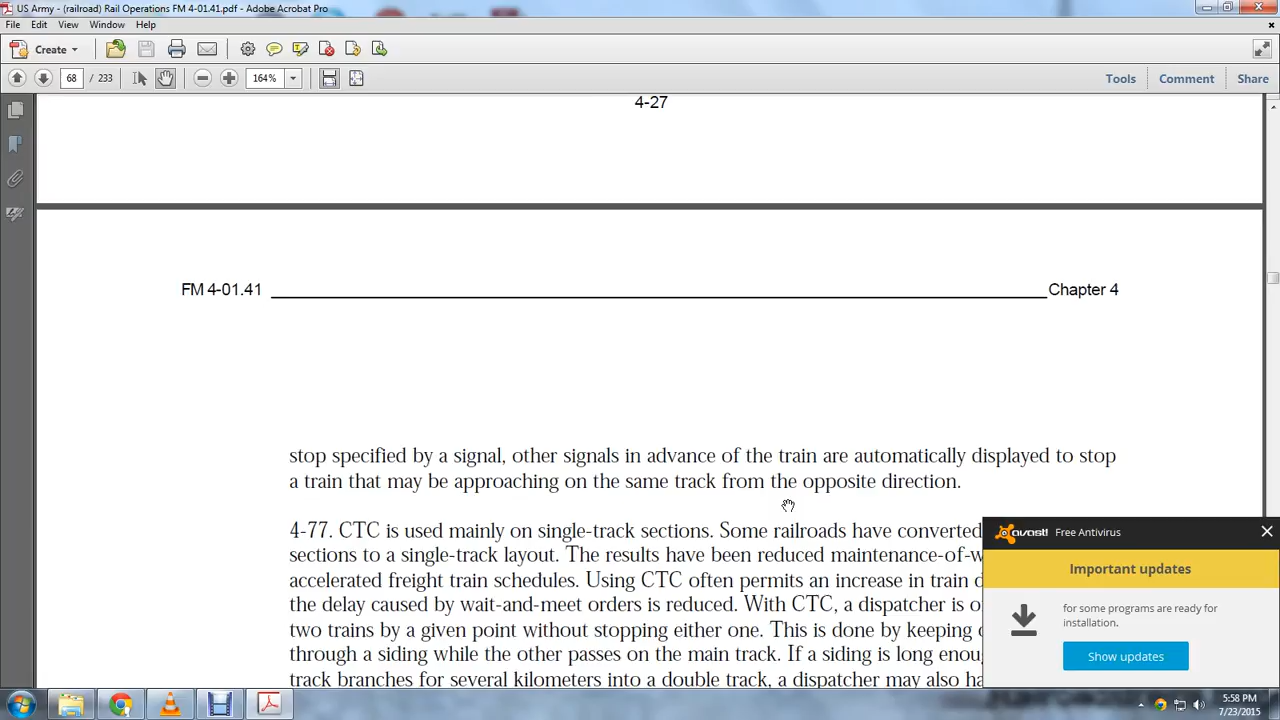 US Army - (railroad) Rail Operations FM 4-01.41.pdf - Adobe Acrobat Pro
File Edit View Window Help
Create
68 / 233 164% Tools Comment Share
4-27
FM 4-01.41 Chapter 4
stop specified by a signal, other signals in advance of the train are automatically displayed to stop
a train that may be approaching on the same track from the opposite direction.
4-77. CTC is used mainly on single-track sections. Some railroads have converted
sections to a single-track layout. The results have been reduced maintenance-of-w
accelerated freight train schedules. Using CTC often permits an increase in train d
the delay caused by wait-and-meet orders is reduced. With CTC, a dispatcher is o
two trains by a given point without stopping either one. This is done by keeping o
through a siding while the other passes on the main track. If a siding is long enou
track branches for several kilometers into a double track, a dispatcher may also ha
avast! Free Antivirus
Important updates
for some programs are ready for
installation.
Show updates
5:58 PM
7/23/2015